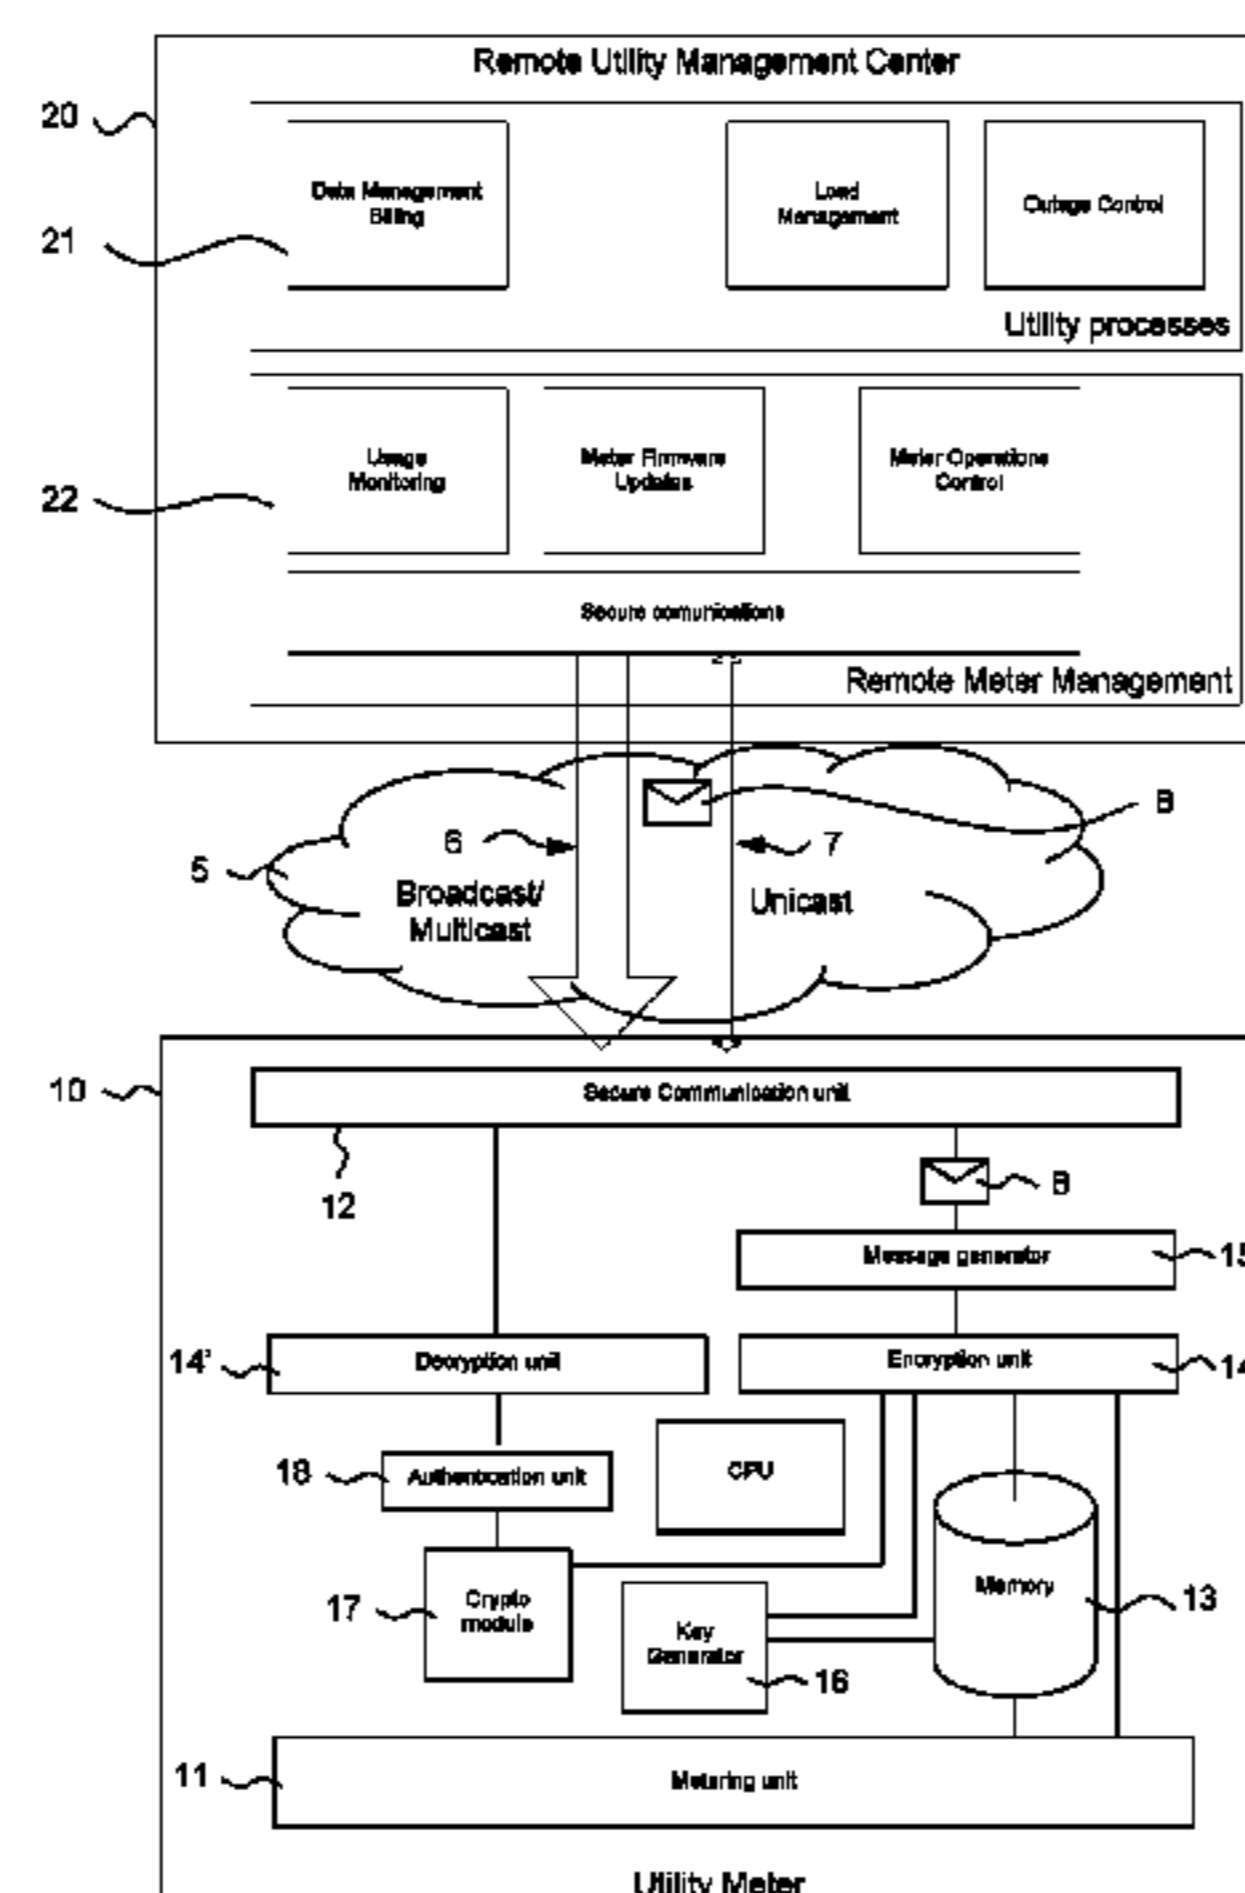 Remote Utility Management Center
20
Data Management
Billing
Load
Management
Outage Control
21
Utility processes
Usage
Monitoring
Meter Firmware
Updates
Meter Operations
Control
22
Secure comunications
Remote Meter Management
8
6
7
5
Broadcast/
Multicast
Unicast
10
Secure Communication unit
12
8
Message generator
15
14'
Decryption unit
Encryption unit
14
18
Authentication unit
CPU
17
Crypto
module
Key
Generator
16
Memory
13
11
Metering unit
Utility Meter